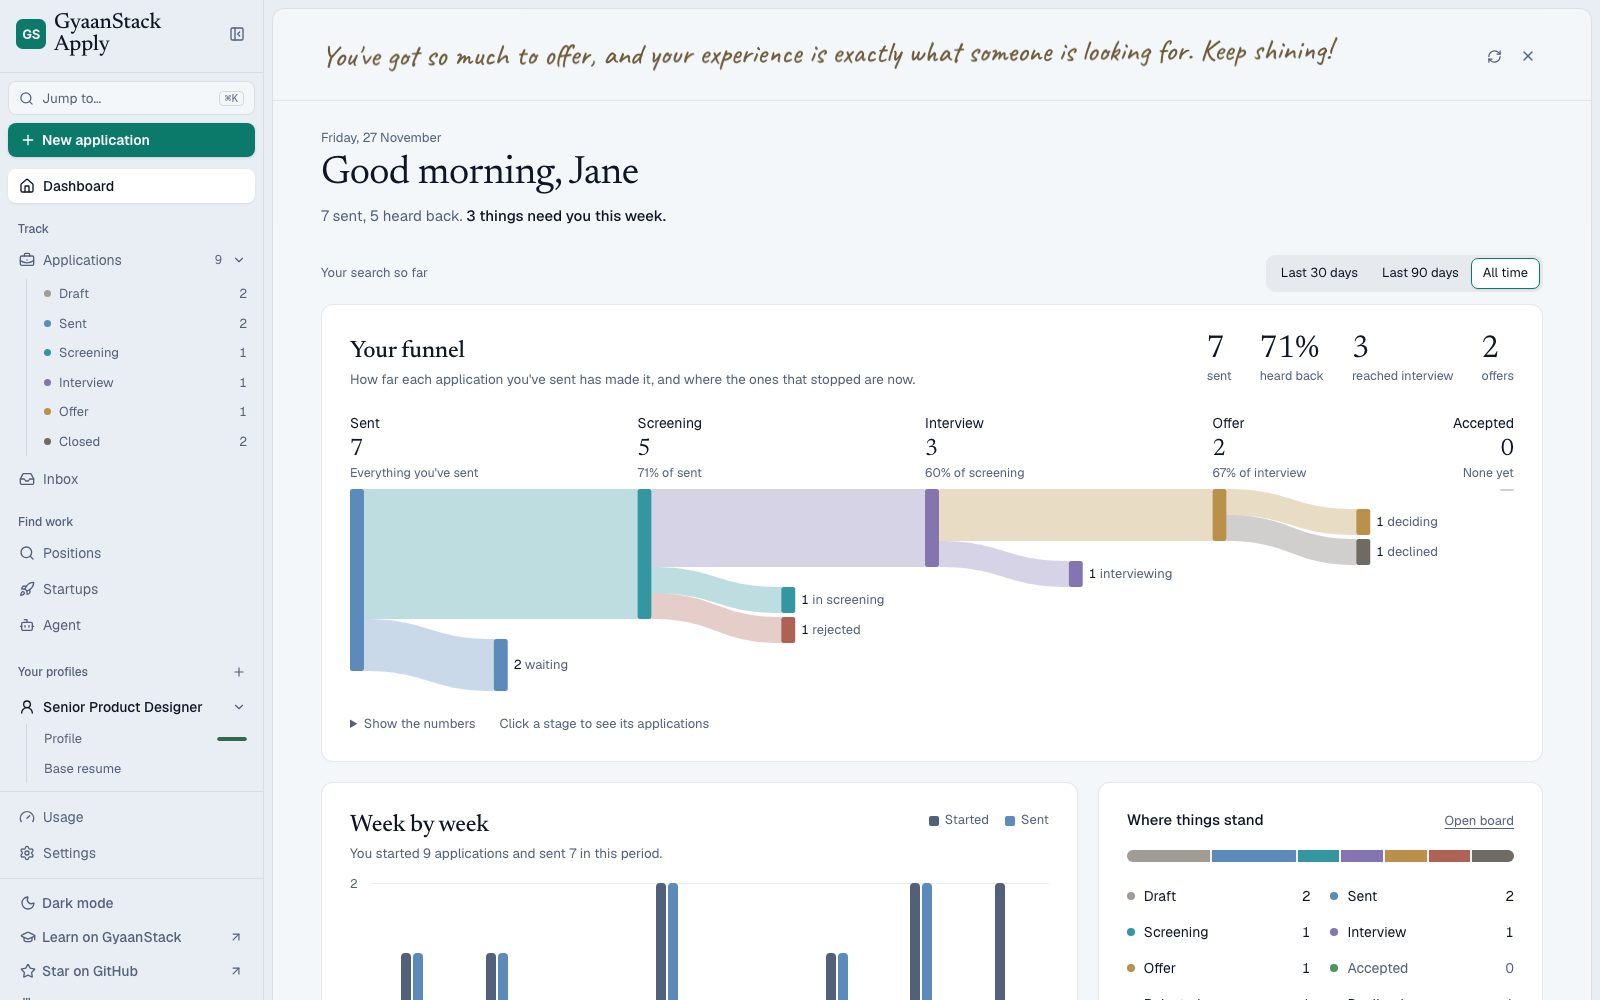 GS
GyaanStack
Apply
Jump to...
⌘K
New application
Dashboard
Track
Applications 9
Draft 2
Sent 2
Screening 1
Interview 1
Offer 1
Closed 2
Inbox
Find work
Positions
Startups
Agent
Your profiles
Senior Product Designer
Profile
Base resume
Usage
Settings
Dark mode
Learn on GyaanStack
Star on GitHub
You've got so much to offer, and your experience is exactly what someone is looking for. Keep shining!
Friday, 27 November
Good morning, Jane
7 sent, 5 heard back. 3 things need you this week.
Your search so far
Last 30 days Last 90 days All time
Your funnel
How far each application you've sent has made it, and where the ones that stopped are now.
7 71% 3 2
sent heard back reached interview offers
Sent Screening Interview Offer Accepted
7 5 3 2 0
Everything you've sent 71% of sent 60% of screening 67% of interview None yet
1 deciding
1 declined
1 interviewing
1 in screening
1 rejected
2 waiting
Show the numbers Click a stage to see its applications
Week by week
Started Sent
You started 9 applications and sent 7 in this period.
2
Where things stand
Open board
Draft 2 Sent 2
Screening 1 Interview 1
Offer 1 Accepted 0